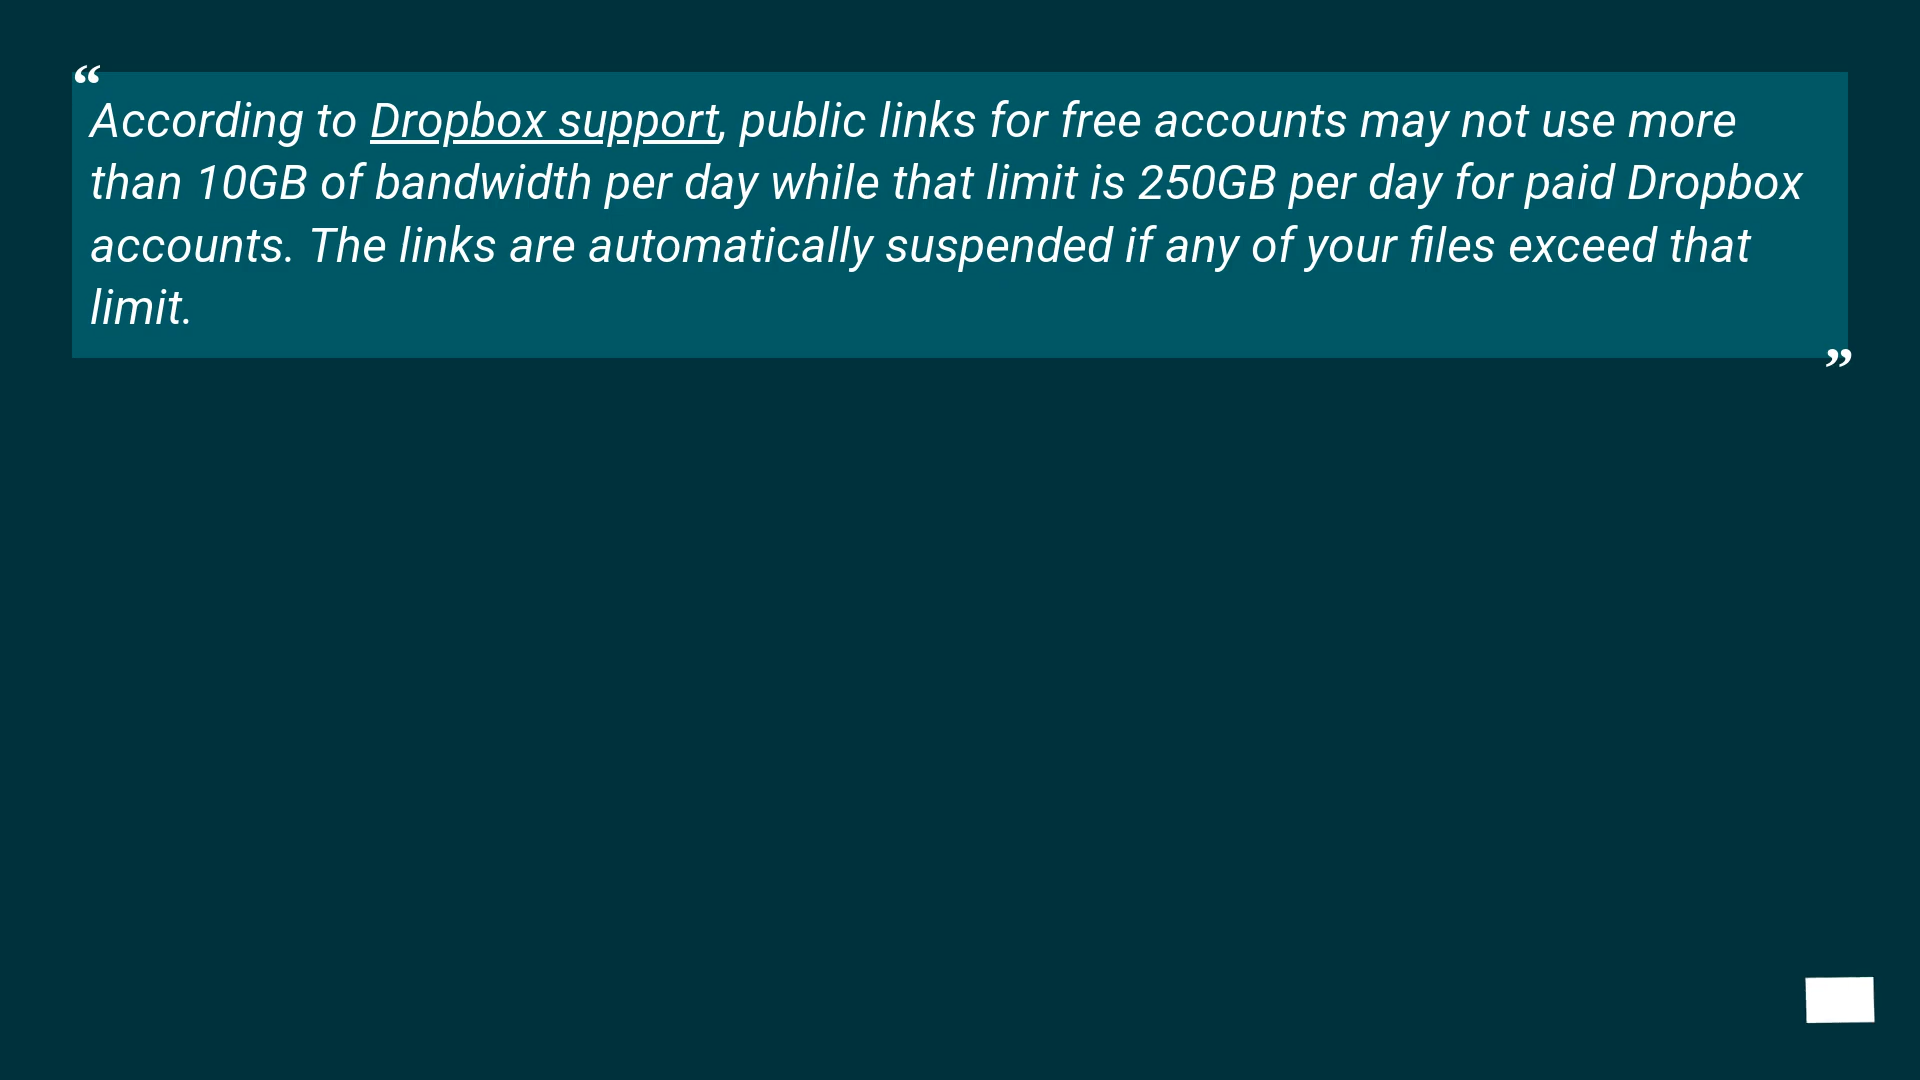 “
According to Dropbox support, public links for free accounts may not use more
than 10GB of bandwidth per day while that limit is 250GB per day for paid Dropbox
accounts. The links are automatically suspended if any of your files exceed that
limit.
”